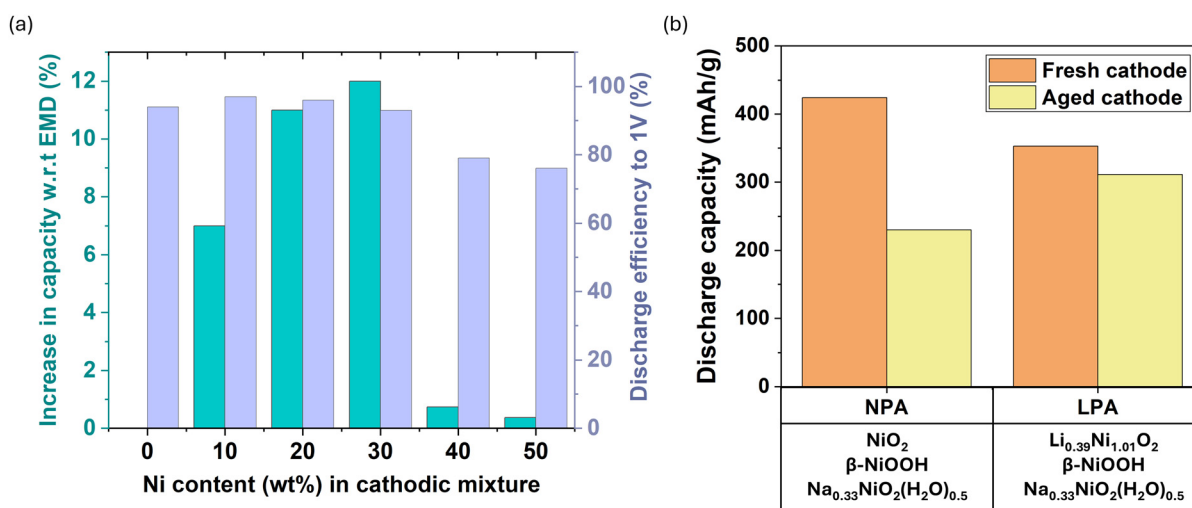 (a)
Increase in capacity w.r.t EMD (%)
12
10
8
6
4
2
0
100
80
60
40
20
0
Discharge efficiency to 1V (%)
0 10 20 30 40 50
Ni content (wt%) in cathodic mixture
(b)
Discharge capacity (mAh/g)
500
400
300
200
100
0
Fresh cathode
Aged cathode
NPA LPA
NiO₂ Li₀.₃₉Ni₁.₀₁O₂
β-NiOOH β-NiOOH
Na₀.₃₃NiO₂(H₂O)₀.₅ Na₀.₃₃NiO₂(H₂O)₀.₅